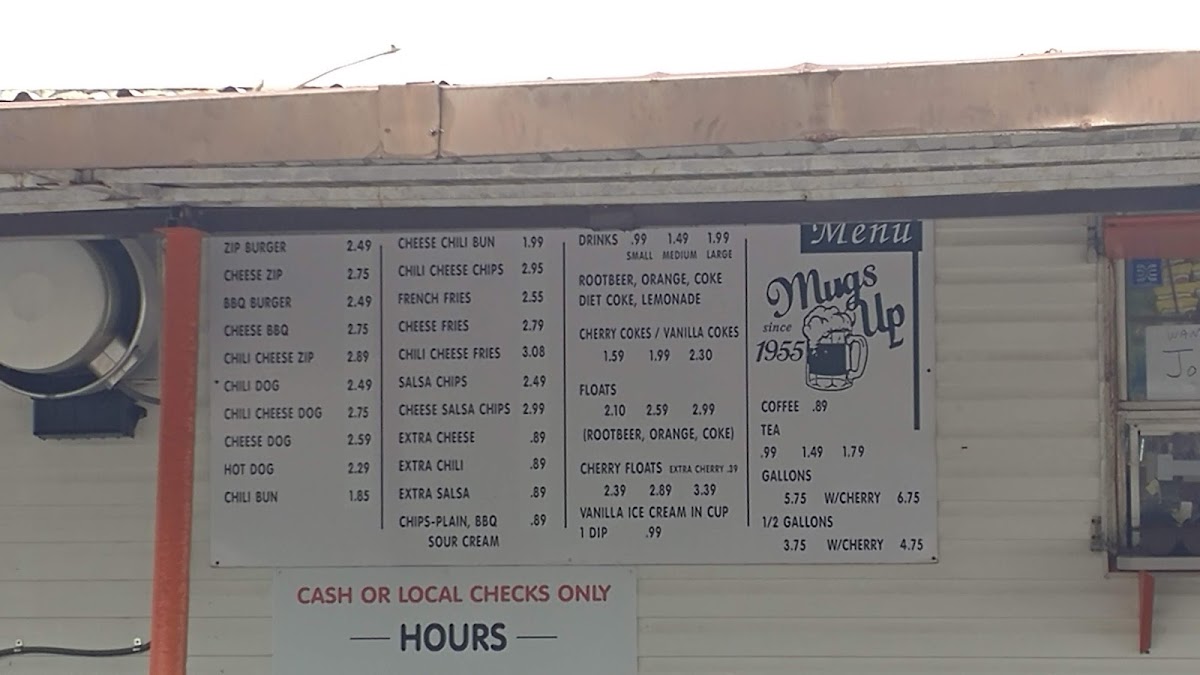 ZIP BURGER 2.49
CHEESE ZIP 2.75
BBQ BURGER 2.49
CHEESE BBQ 2.75
CHILI CHEESE ZIP 2.89
CHILI DOG 2.49
CHILI CHEESE DOG 2.75
CHEESE DOG 2.59
HOT DOG 2.29
CHILI BUN 1.85
CHEESE CHILI BUN 1.99
CHILI CHEESE CHIPS 2.95
FRENCH FRIES 2.55
CHEESE FRIES 2.79
CHILI CHEESE FRIES 3.08
SALSA CHIPS 2.49
CHEESE SALSA CHIPS 2.99
EXTRA CHEESE .89
EXTRA CHILI .89
EXTRA SALSA .89
CHIPS-PLAIN, BBQ .89
SOUR CREAM
DRINKS .99 1.49 1.99
SMALL MEDIUM LARGE
ROOTBEER, ORANGE, COKE
DIET COKE, LEMONADE
CHERRY COKES / VANILLA COKES
1.59 1.99 2.30
FLOATS
2.10 2.59 2.99
(ROOTBEER, ORANGE, COKE)
CHERRY FLOATS EXTRA CHERRY .39
2.39 2.89 3.39
VANILLA ICE CREAM IN CUP
1 DIP .99
Menu
Mugs
Up
since
1955
COFFEE .89
TEA
.99 1.49 1.79
GALLONS
5.75 W/CHERRY 6.75
1/2 GALLONS
3.75 W/CHERRY 4.75
CASH OR LOCAL CHECKS ONLY
HOURS